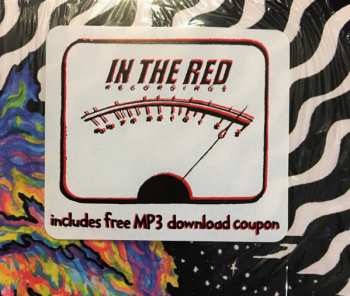 IN THE RED
RECORDINGS
includes free MP3 download coupon